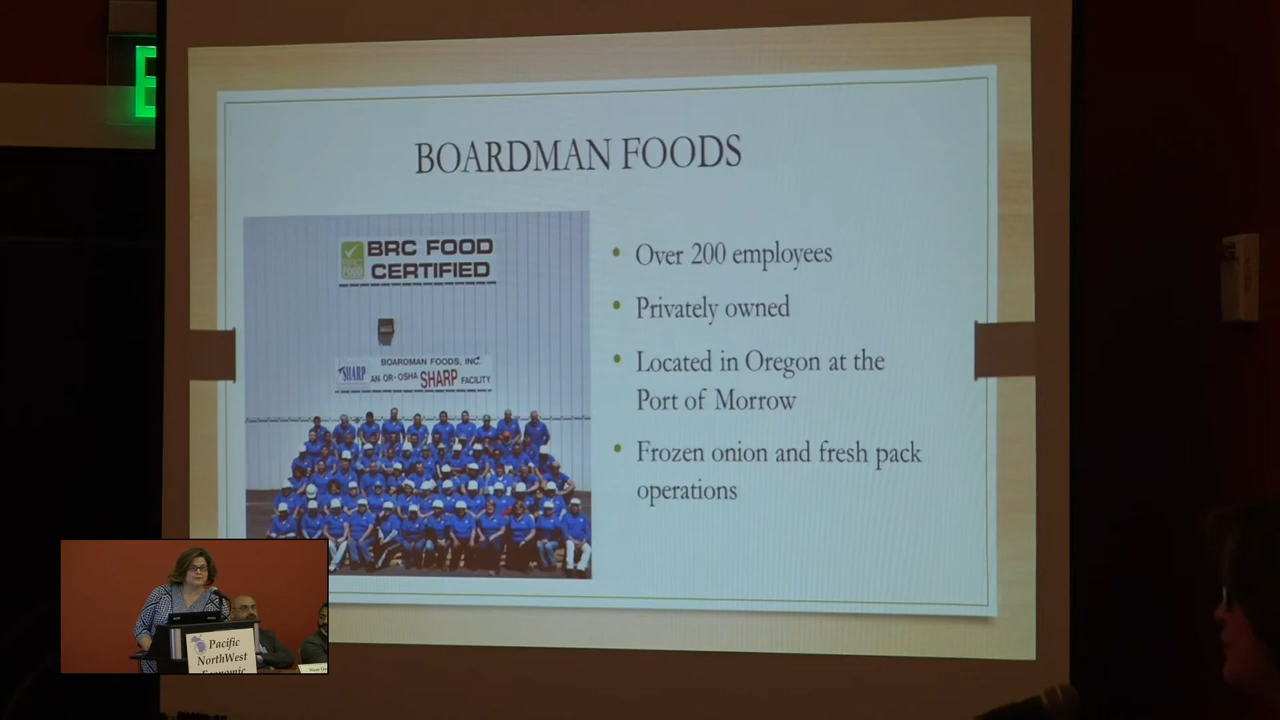 E
BOARDMAN FOODS
BRC FOOD
CERTIFIED
BOARDMAN FOODS, INC.
SHARP
AN OR-OSHA SHARP FACILITY
• Over 200 employees
• Privately owned
• Located in Oregon at the
Port of Morrow
• Frozen onion and fresh pack
operations
Pacific
NorthWest
Economic